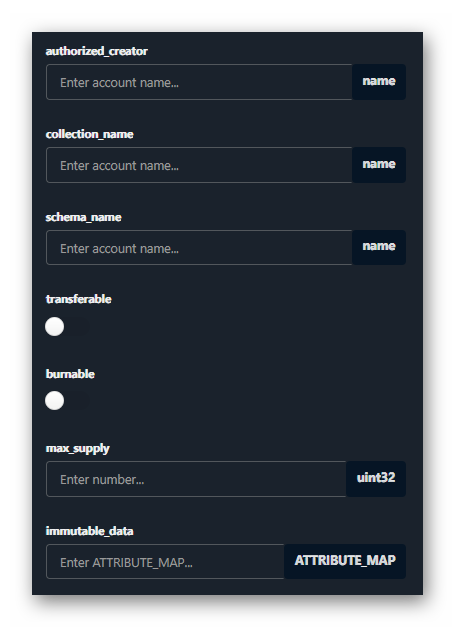 authorized_creator
Enter account name... name
collection_name
Enter account name... name
schema_name
Enter account name... name
transferable
burnable
max_supply
Enter number... uint32
immutable_data
Enter ATTRIBUTE_MAP... ATTRIBUTE_MAP